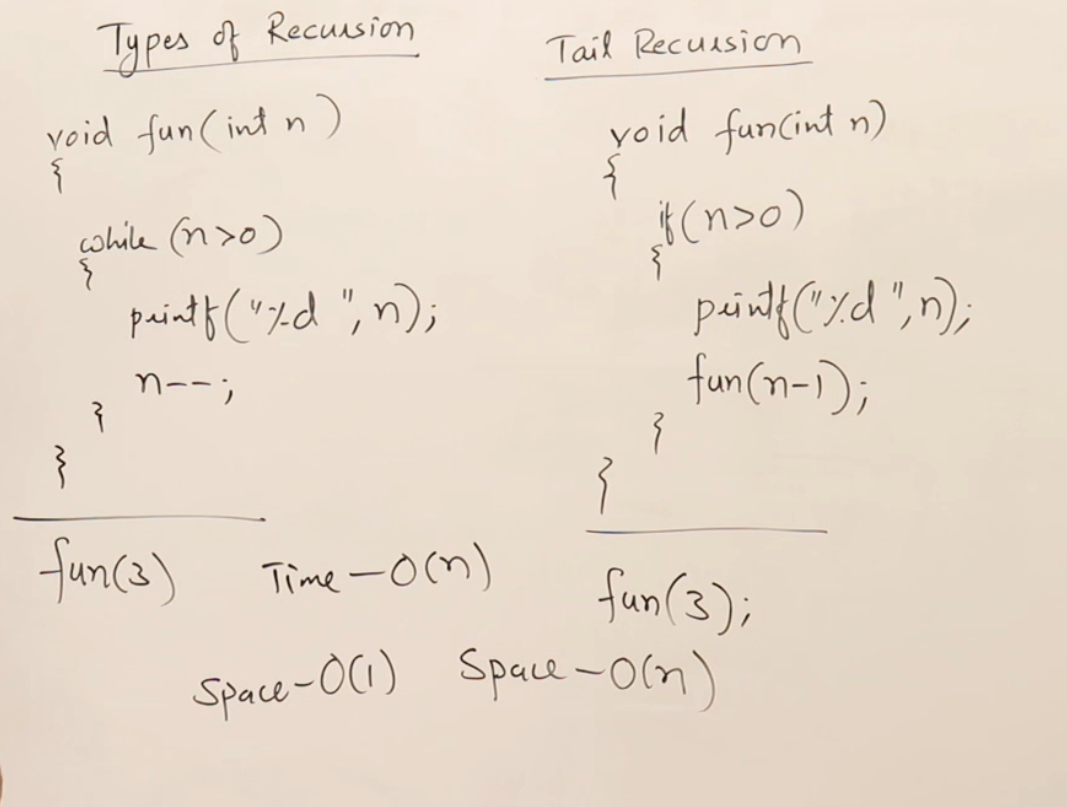 Types of Recursion
void fun(int n)
{
while (n>0)
{
printf("%d ", n);
n--;
}
}
fun(3)
Time - O(n)
Space - O(1)
Tail Recursion
void fun(int n)
{
if(n>0)
{
printf("%d ", n);
fun(n-1);
}
}
fun(3);
Space - O(n)